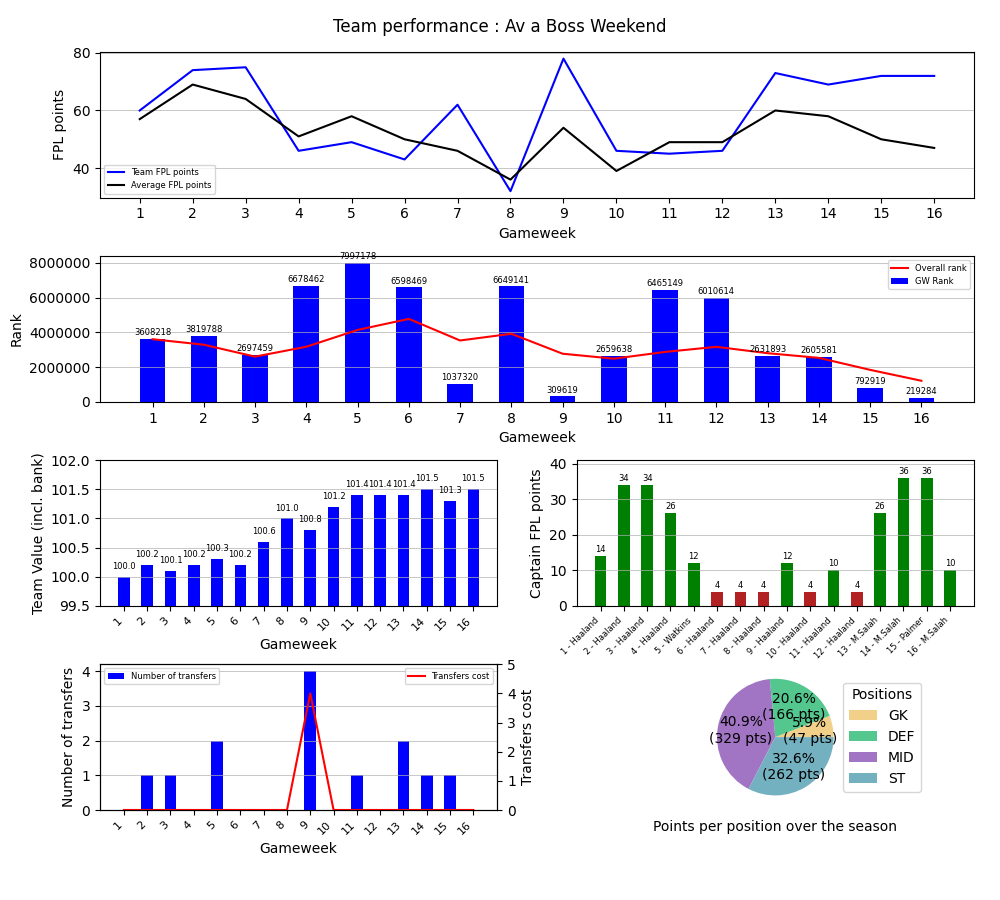 Team performance : Av a Boss Weekend
80
60
40
FPL points
Team FPL points
Average FPL points
1 2 3 4 5 6 7 8 9 10 11 12 13 14 15 16
Gameweek
8000000
6000000
4000000
2000000
0
Rank
3608218 3819788 2697459 6678462 7997178 6598469 1037320 6649141 309619 2659638 6465149 6010614 2631893 2605581 792919 219284
Overall rank
GW Rank
1 2 3 4 5 6 7 8 9 10 11 12 13 14 15 16
Gameweek
102.0
101.5
101.0
100.5
100.0
99.5
Team Value (incl. bank)
100.0 100.2 100.1 100.2 100.3 100.2 100.6 101.0 100.8 101.2 101.4 101.4 101.4 101.5 101.3 101.5
1 2 3 4 5 6 7 8 9 10 11 12 13 14 15 16
Gameweek
40
30
20
10
0
Captain FPL points
14 34 34 26 12 4 4 4 12 4 10 4 26 36 36 10
1 - Haaland
2 - Haaland
3 - Haaland
4 - Haaland
5 - Watkins
6 - Haaland
7 - Haaland
8 - Haaland
9 - Haaland
10 - Haaland
11 - Haaland
12 - Haaland
13 - M.Salah
14 - M.Salah
15 - Palmer
16 - M.Salah
4
3
2
1
0
Number of transfers
Number of transfers
Transfers cost
5
4
3
2
1
0
Transfers cost
1 2 3 4 5 6 7 8 9 10 11 12 13 14 15 16
Gameweek
20.6%
(166 pts)
5.9%
(47 pts)
40.9%
(329 pts)
32.6%
(262 pts)
Positions
GK
DEF
MID
ST
Points per position over the season